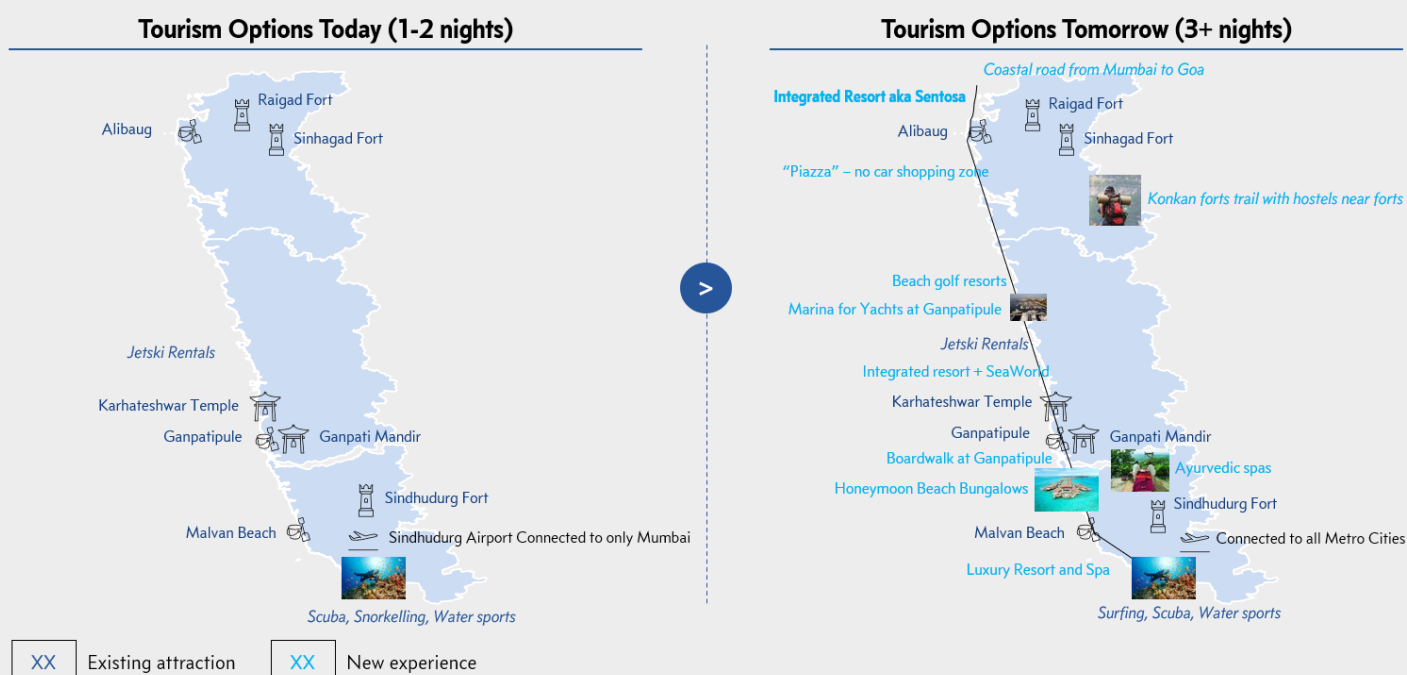 Tourism Options Today (1-2 nights)
Raigad Fort
Alibaug
Sinhagad Fort
Jetski Rentals
Karhateshwar Temple
Ganpatipule
Ganpati Mandir
Sindhudurg Fort
Malvan Beach
Sindhudurg Airport Connected to only Mumbai
Scuba, Snorkelling, Water sports
>
Tourism Options Tomorrow (3+ nights)
Coastal road from Mumbai to Goa
Integrated Resort aka Sentosa
Raigad Fort
Alibaug
Sinhagad Fort
“Piazza” – no car shopping zone
Konkan forts trail with hostels near forts
Beach golf resorts
Marina for Yachts at Ganpatipule
Jetski Rentals
Integrated resort + SeaWorld
Karhateshwar Temple
Ganpatipule
Ganpati Mandir
Boardwalk at Ganpatipule
Ayurvedic spas
Honeymoon Beach Bungalows
Sindhudurg Fort
Malvan Beach
Connected to all Metro Cities
Luxury Resort and Spa
Surfing, Scuba, Water sports
XX Existing attraction
XX New experience